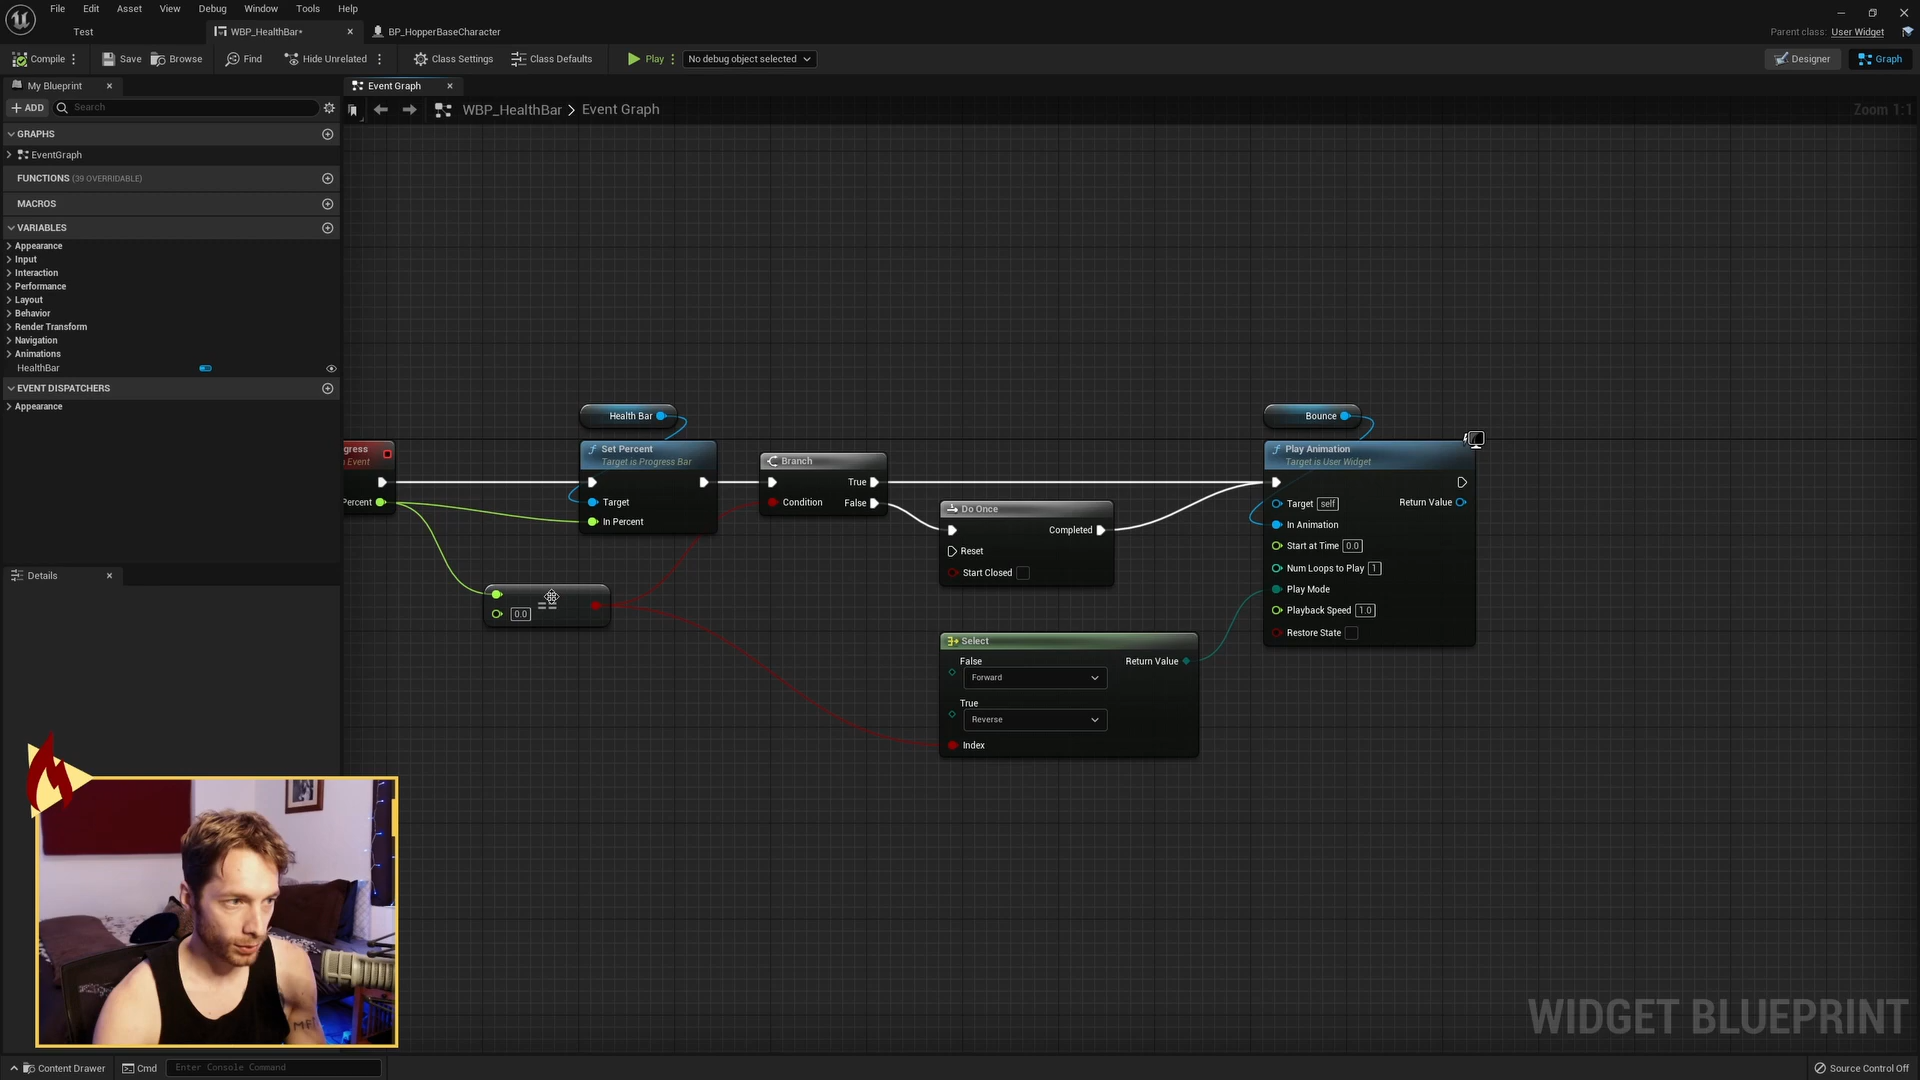 File Edit Asset View Debug Window Tools Help
Test WBP_HealthBar* BP_HopperBaseCharacter Parent class: User Widget
Compile Save Browse Find Hide Unrelated Class Settings Class Defaults Play No debug object selected Designer Graph
My Blueprint Event Graph
ADD Search WBP_HealthBar > Event Graph Zoom 1:1
GRAPHS
EventGraph
FUNCTIONS (39 OVERRIDABLE)
MACROS
VARIABLES
Appearance
Input
Interaction
Performance
Layout
Behavior
Render Transform
Navigation
Animations
HealthBar
EVENT DISPATCHERS
Appearance
Details
gress
n Event
Percent
Health Bar
Set Percent
Target is Progress Bar
Target
In Percent
0.0 ==
Branch
True
Condition False
Do Once
Completed
Reset
Start Closed
Select
False Return Value
Forward
True
Reverse
Index
Bounce
Play Animation
Target is User Widget
Target self Return Value
In Animation
Start at Time 0.0
Num Loops to Play 1
Play Mode
Playback Speed 1.0
Restore State
WIDGET BLUEPRINT
Content Drawer Cmd Enter Console Command Source Control Off